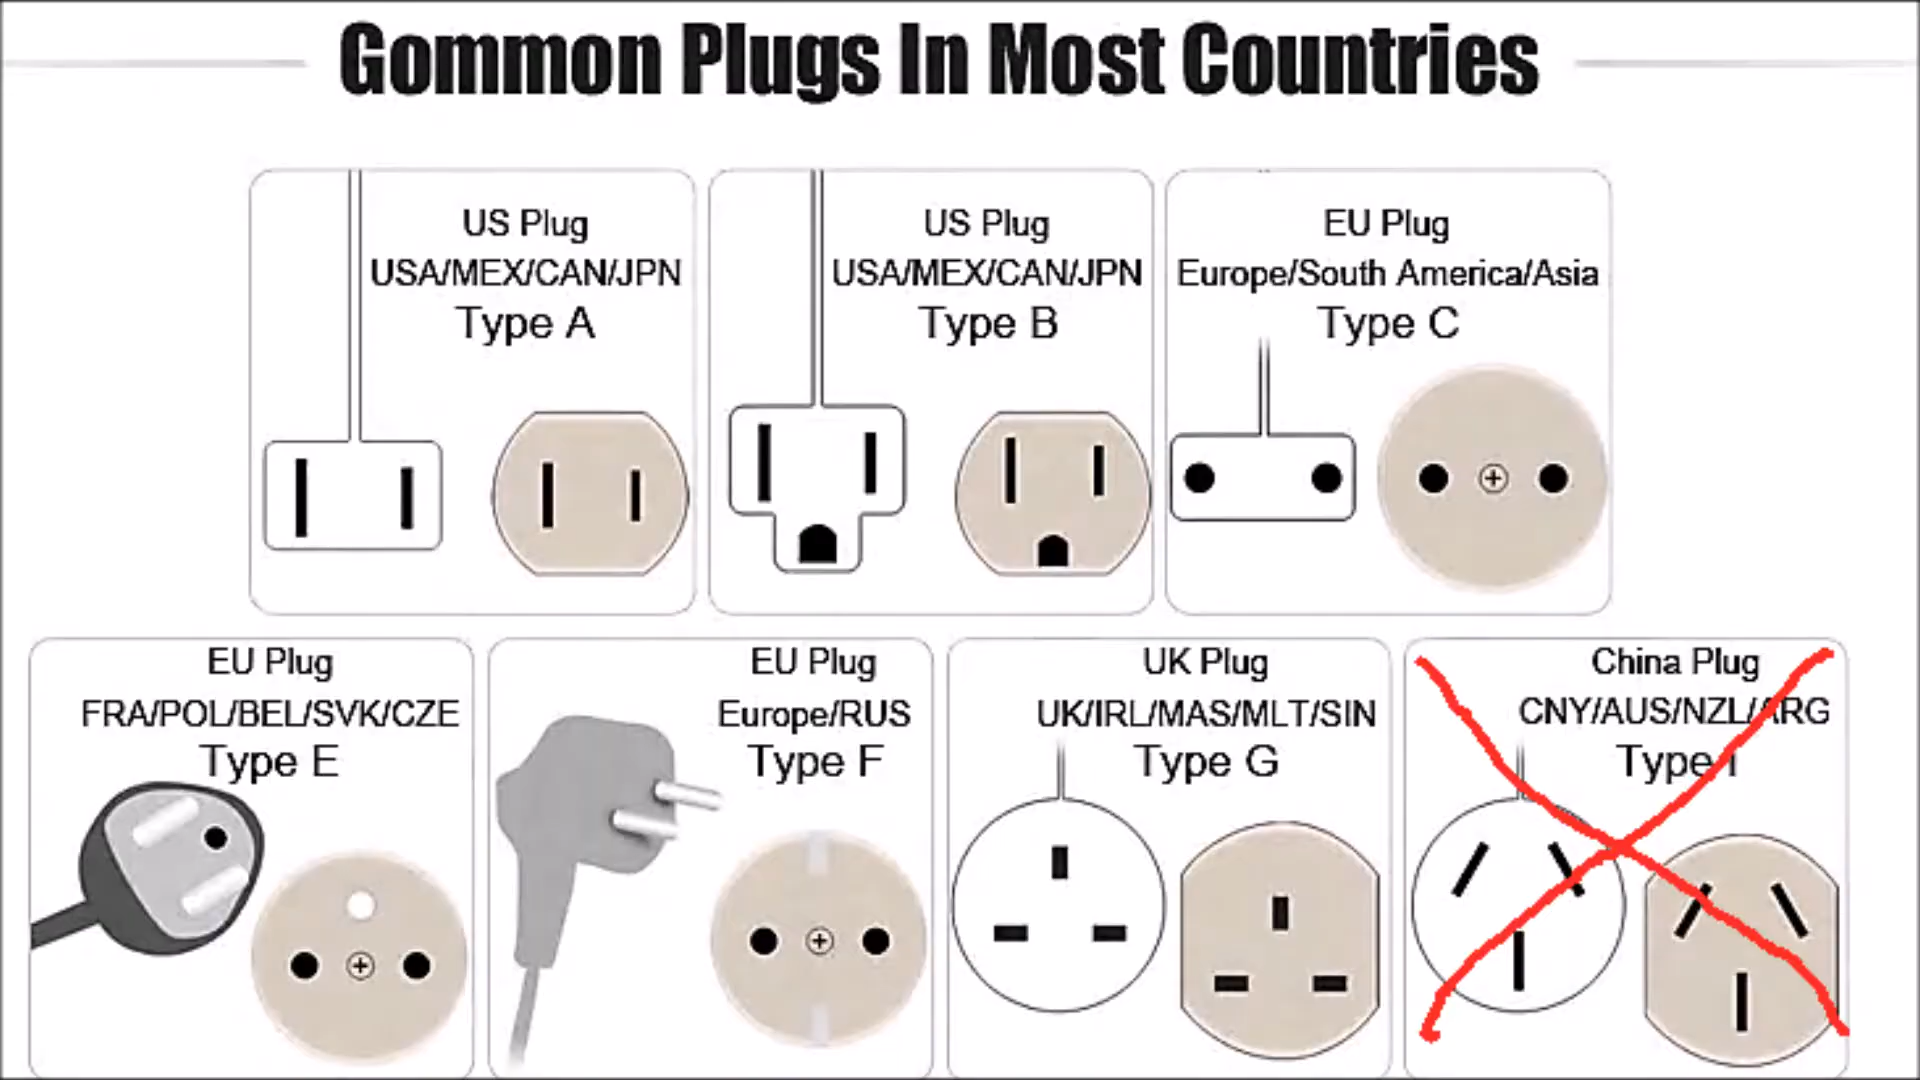 Gommon Plugs In Most Countries
US Plug
USA/MEX/CAN/JPN
Type A
US Plug
USA/MEX/CAN/JPN
Type B
EU Plug
Europe/South America/Asia
Type C
EU Plug
FRA/POL/BEL/SVK/CZE
Type E
EU Plug
Europe/RUS
Type F
UK Plug
UK/IRL/MAS/MLT/SIN
Type G
China Plug
CNY/AUS/NZL/ARG
Type I